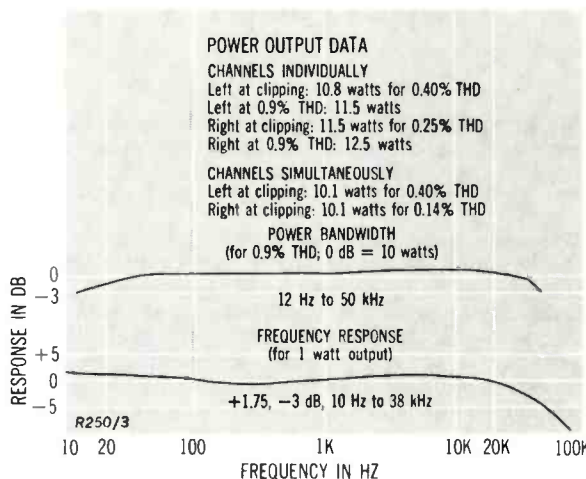 POWER OUTPUT DATA
CHANNELS INDIVIDUALLY
Left at clipping: 10.8 watts for 0.40% THD
Left at 0.9% THD: 11.5 watts
Right at clipping: 11.5 watts for 0.25% THD
Right at 0.9% THD: 12.5 watts
CHANNELS SIMULTANEOUSLY
Left at clipping: 10.1 watts for 0.40% THD
Right at clipping: 10.1 watts for 0.14% THD
POWER BANDWIDTH
(for 0.9% THD; 0 dB = 10 watts)
0
-3
12 Hz to 50 kHz
FREQUENCY RESPONSE
(for 1 watt output)
+5
0
-5
+1.75, -3 dB, 10 Hz to 38 kHz
RESPONSE IN DB
R250/3
10 20 100 1K 10K 20K 100K
FREQUENCY IN HZ